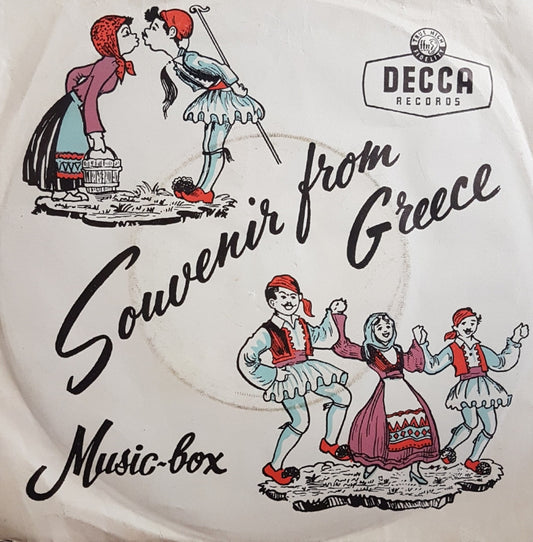 DECCA
RECORDS
Souvenir from
Greece
Music-box